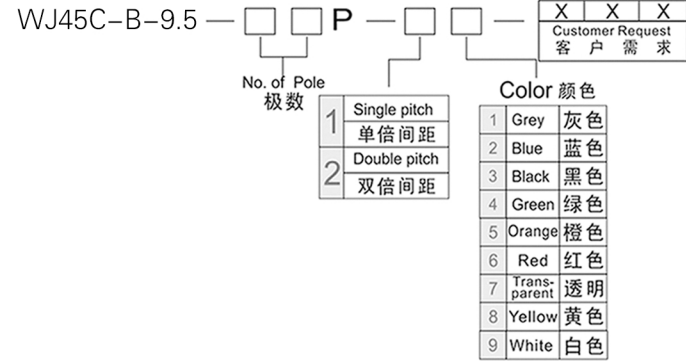 WJ45C-B-9.5 — □□P — □□ — X X X
Customer Request
客户需求
No. of Pole
极数
1 Single pitch
单倍间距
2 Double pitch
双倍间距
Color 颜色
1 Grey 灰色
2 Blue 蓝色
3 Black 黑色
4 Green 绿色
5 Orange 橙色
6 Red 红色
7 Trans-
parent 透明
8 Yellow 黄色
9 White 白色